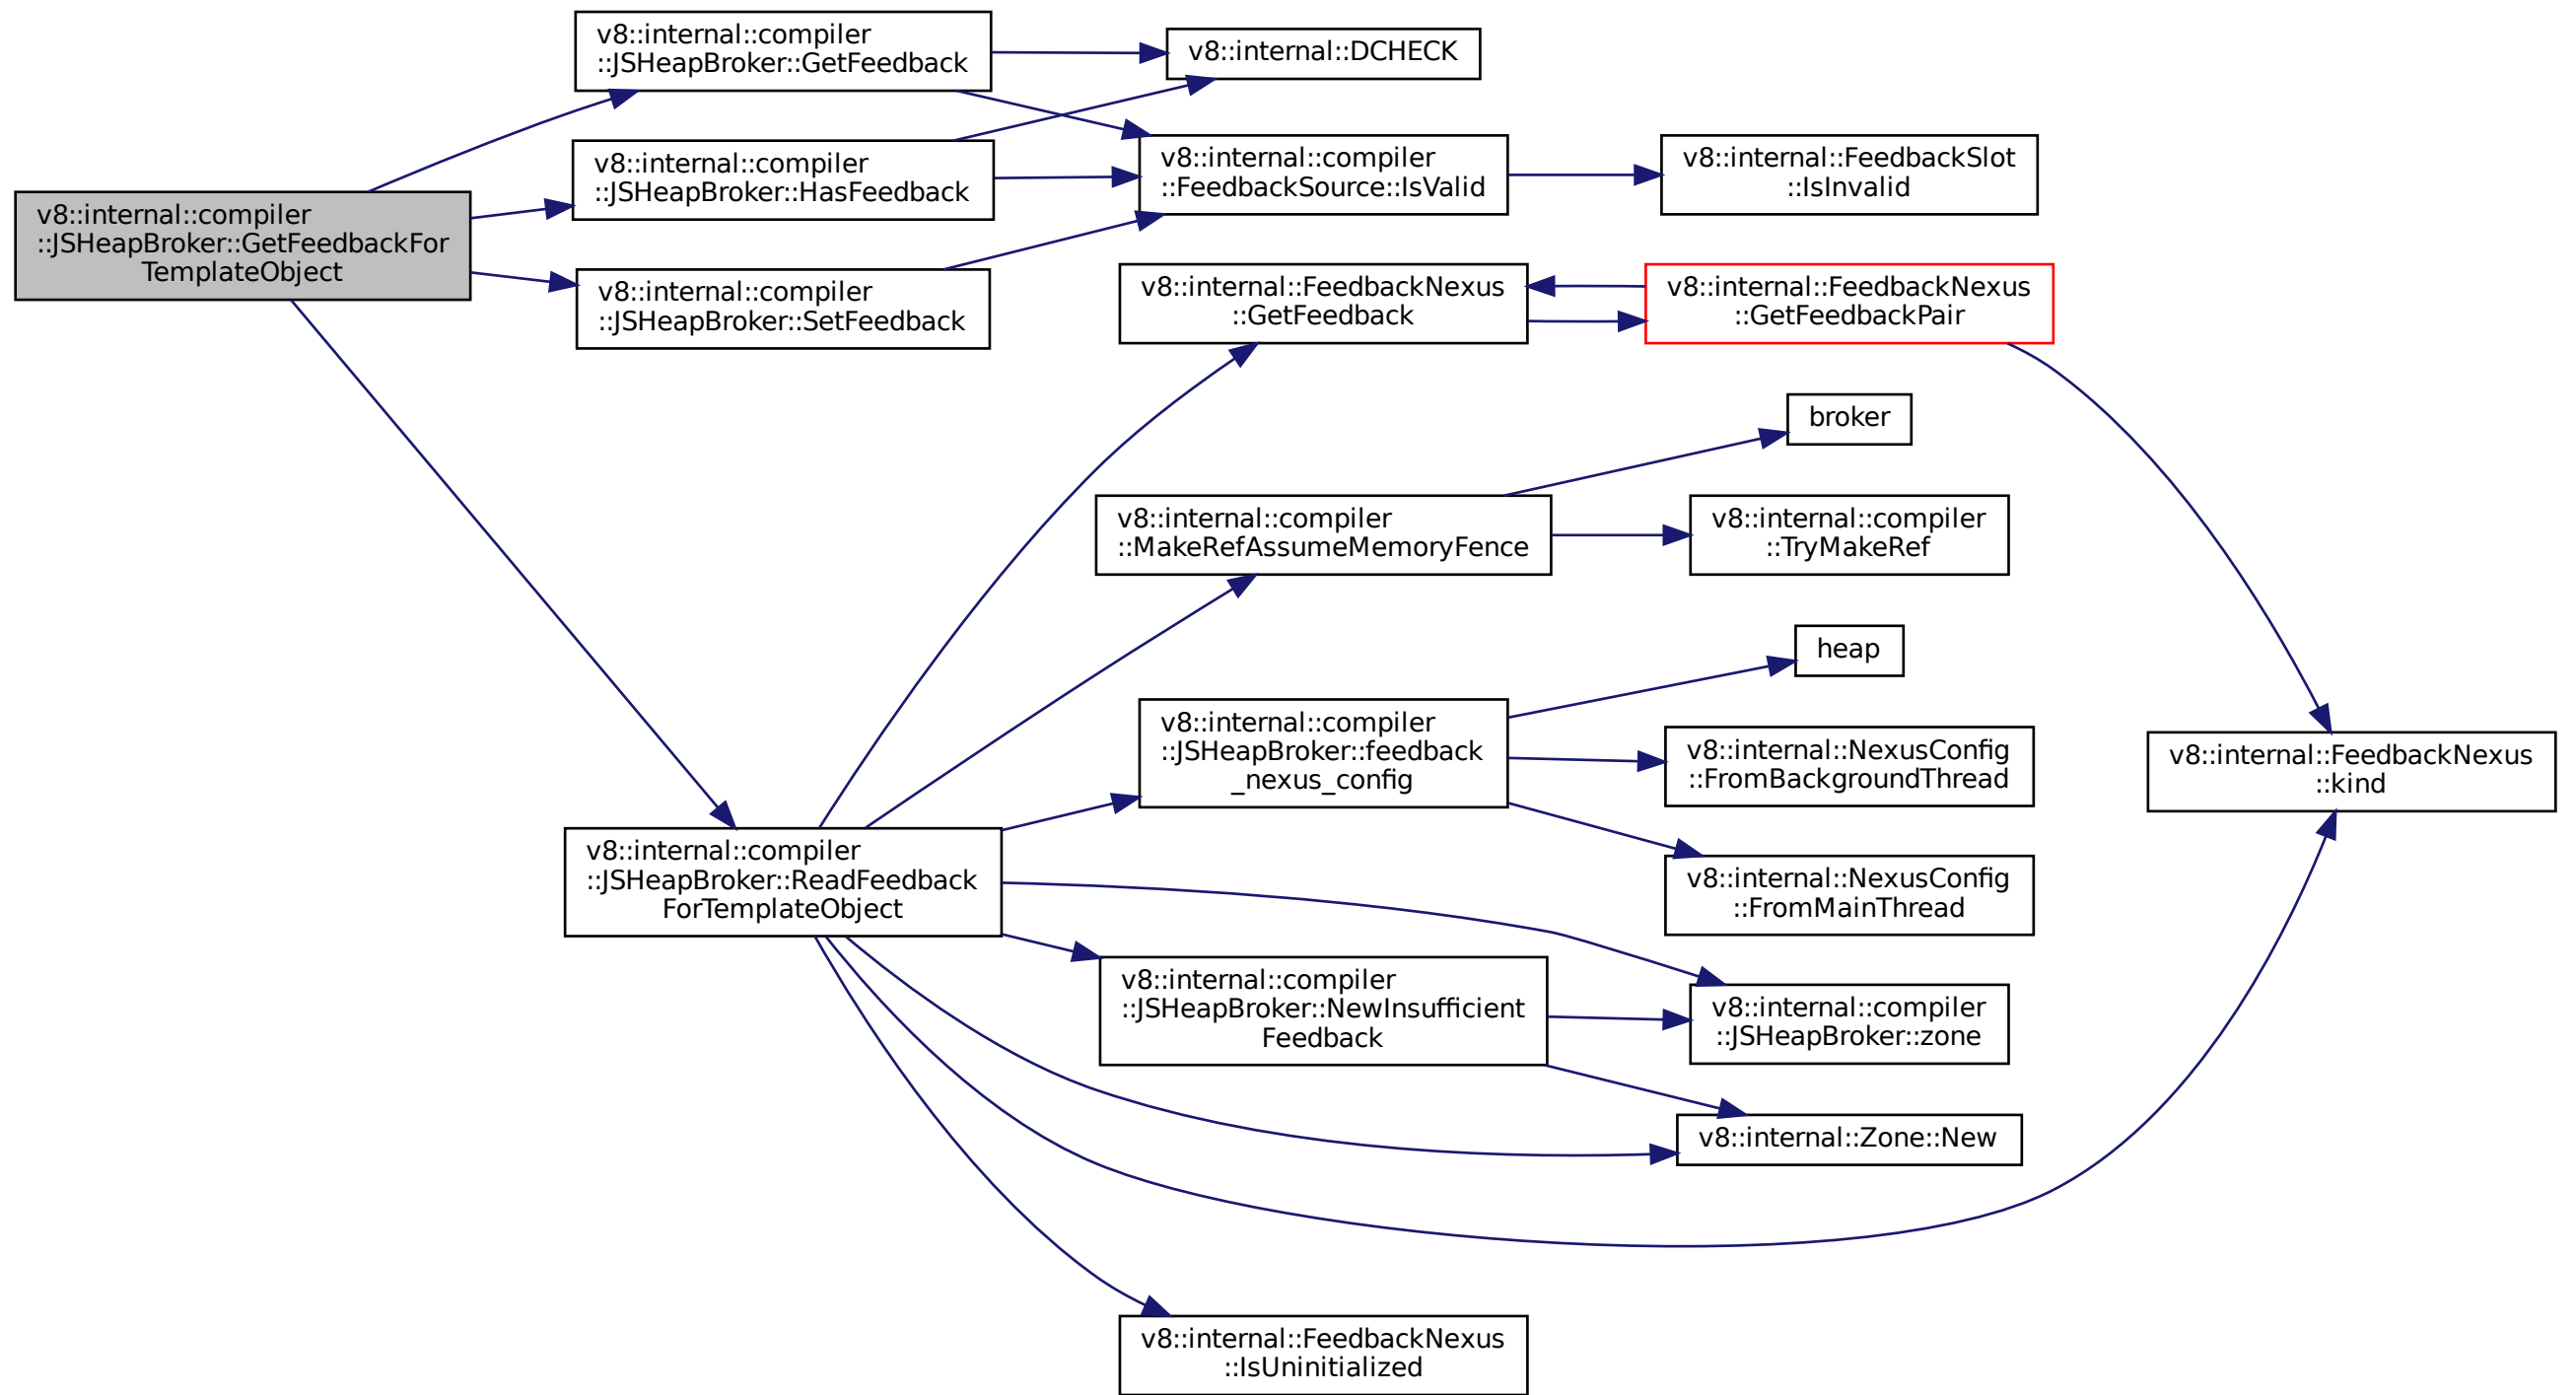 v8::internal::compiler
::JSHeapBroker::GetFeedback
v8::internal::DCHECK
v8::internal::compiler
::JSHeapBroker::HasFeedback
v8::internal::compiler
::FeedbackSource::IsValid
v8::internal::FeedbackSlot
::IsInvalid
v8::internal::compiler
::JSHeapBroker::GetFeedbackFor
TemplateObject
v8::internal::compiler
::JSHeapBroker::SetFeedback
v8::internal::FeedbackNexus
::GetFeedback
v8::internal::FeedbackNexus
::GetFeedbackPair
broker
v8::internal::compiler
::MakeRefAssumeMemoryFence
v8::internal::compiler
::TryMakeRef
heap
v8::internal::compiler
::JSHeapBroker::feedback
_nexus_config
v8::internal::NexusConfig
::FromBackgroundThread
v8::internal::FeedbackNexus
::kind
v8::internal::compiler
::JSHeapBroker::ReadFeedback
ForTemplateObject
v8::internal::NexusConfig
::FromMainThread
v8::internal::compiler
::JSHeapBroker::NewInsufficient
Feedback
v8::internal::compiler
::JSHeapBroker::zone
v8::internal::Zone::New
v8::internal::FeedbackNexus
::IsUninitialized